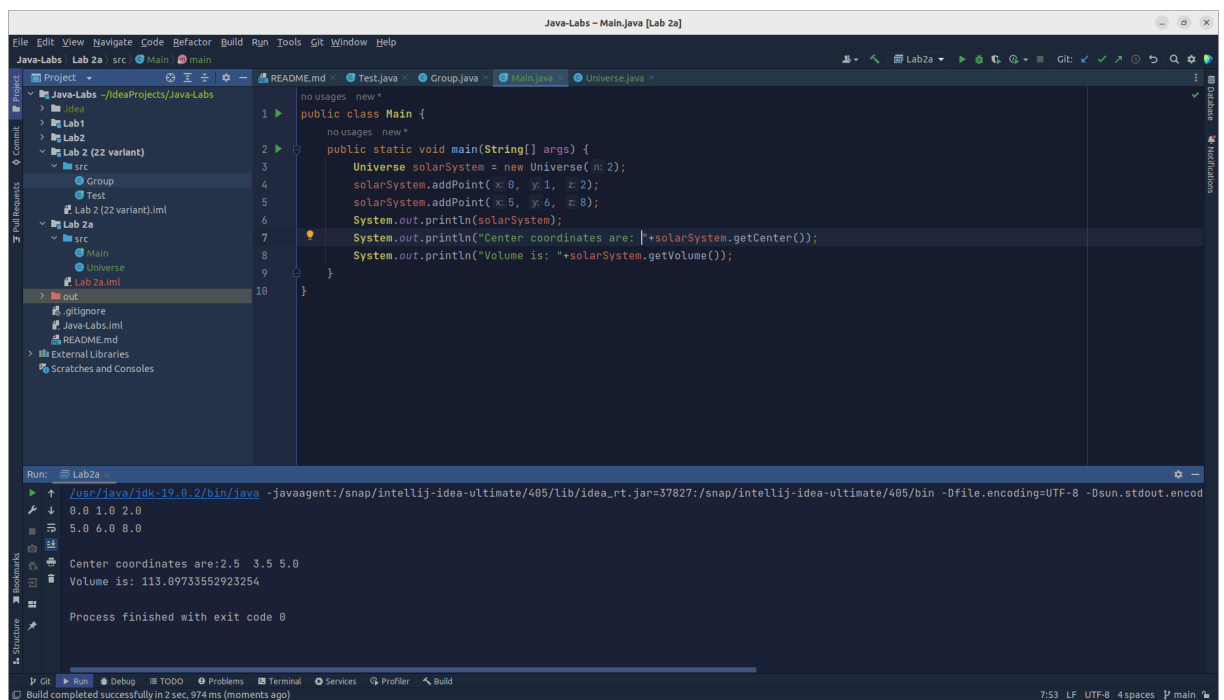 Java-Labs – Main.java [Lab 2a]
File Edit View Navigate Code Refactor Build Run Tools Git Window Help
Java-Labs Lab 2a src Main main
Lab2a Git:
Project
README.md Test.java Group.java Main.java Universe.java
Java-Labs ~/IdeaProjects/Java-Labs
.idea
Lab1
Lab2
Lab 2 (22 variant)
src
Group
Test
Lab 2 (22 variant).iml
Lab 2a
src
Main
Universe
Lab 2a.iml
out
.gitignore
Java-Labs.iml
README.md
External Libraries
Scratches and Consoles
no usages new *
1 public class Main {
no usages new *
2 public static void main(String[] args) {
3 Universe solarSystem = new Universe( n: 2);
4 solarSystem.addPoint( x: 0, y: 1, z: 2);
5 solarSystem.addPoint( x: 5, y: 6, z: 8);
6 System.out.println(solarSystem);
7 System.out.println("Center coordinates are: "+solarSystem.getCenter());
8 System.out.println("Volume is: "+solarSystem.getVolume());
9 }
10 }
Project
Commit
Pull Requests
Bookmarks
Structure
Database
Notifications
Run: Lab2a
/usr/java/jdk-19.0.2/bin/java -javaagent:/snap/intellij-idea-ultimate/405/lib/idea_rt.jar=37827:/snap/intellij-idea-ultimate/405/bin -Dfile.encoding=UTF-8 -Dsun.stdout.encod
0.0 1.0 2.0
5.0 6.0 8.0
Center coordinates are:2.5 3.5 5.0
Volume is: 113.09733552923254
Process finished with exit code 0
Git Run Debug TODO Problems Terminal Services Profiler Build
Build completed successfully in 2 sec, 974 ms (moments ago) 7:53 LF UTF-8 4 spaces main